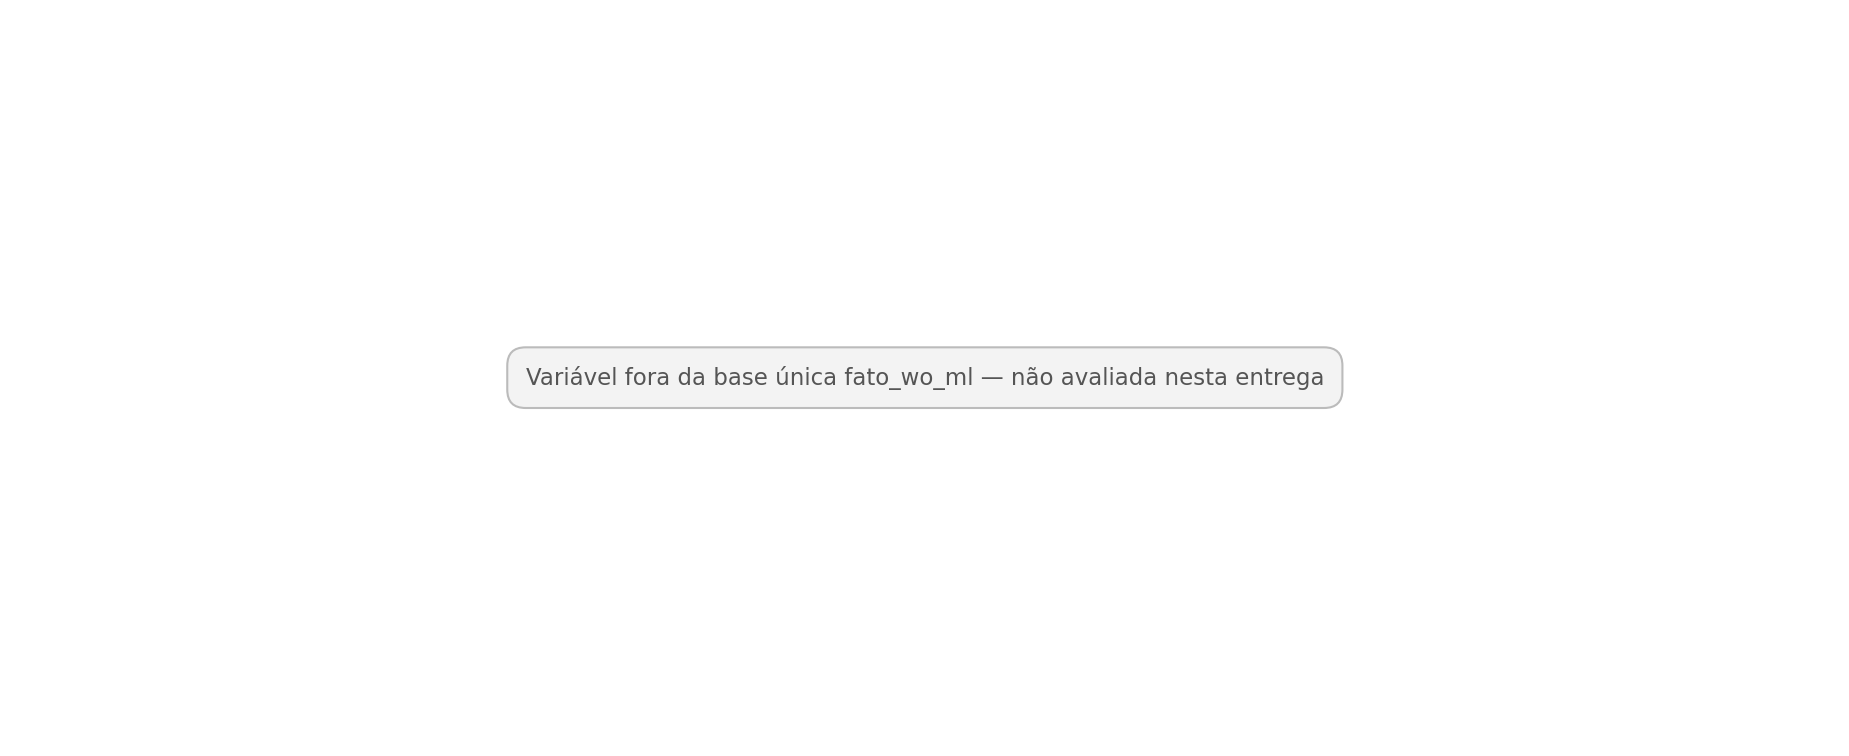 Variável fora da base única fato_wo_ml — não avaliada nesta entrega